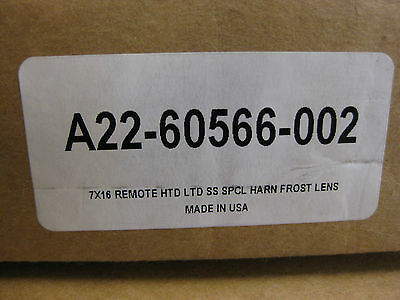 A22-60566-002
7X16 REMOTE HTD LTD SS SPCL HARN FROST LENS
MADE IN USA